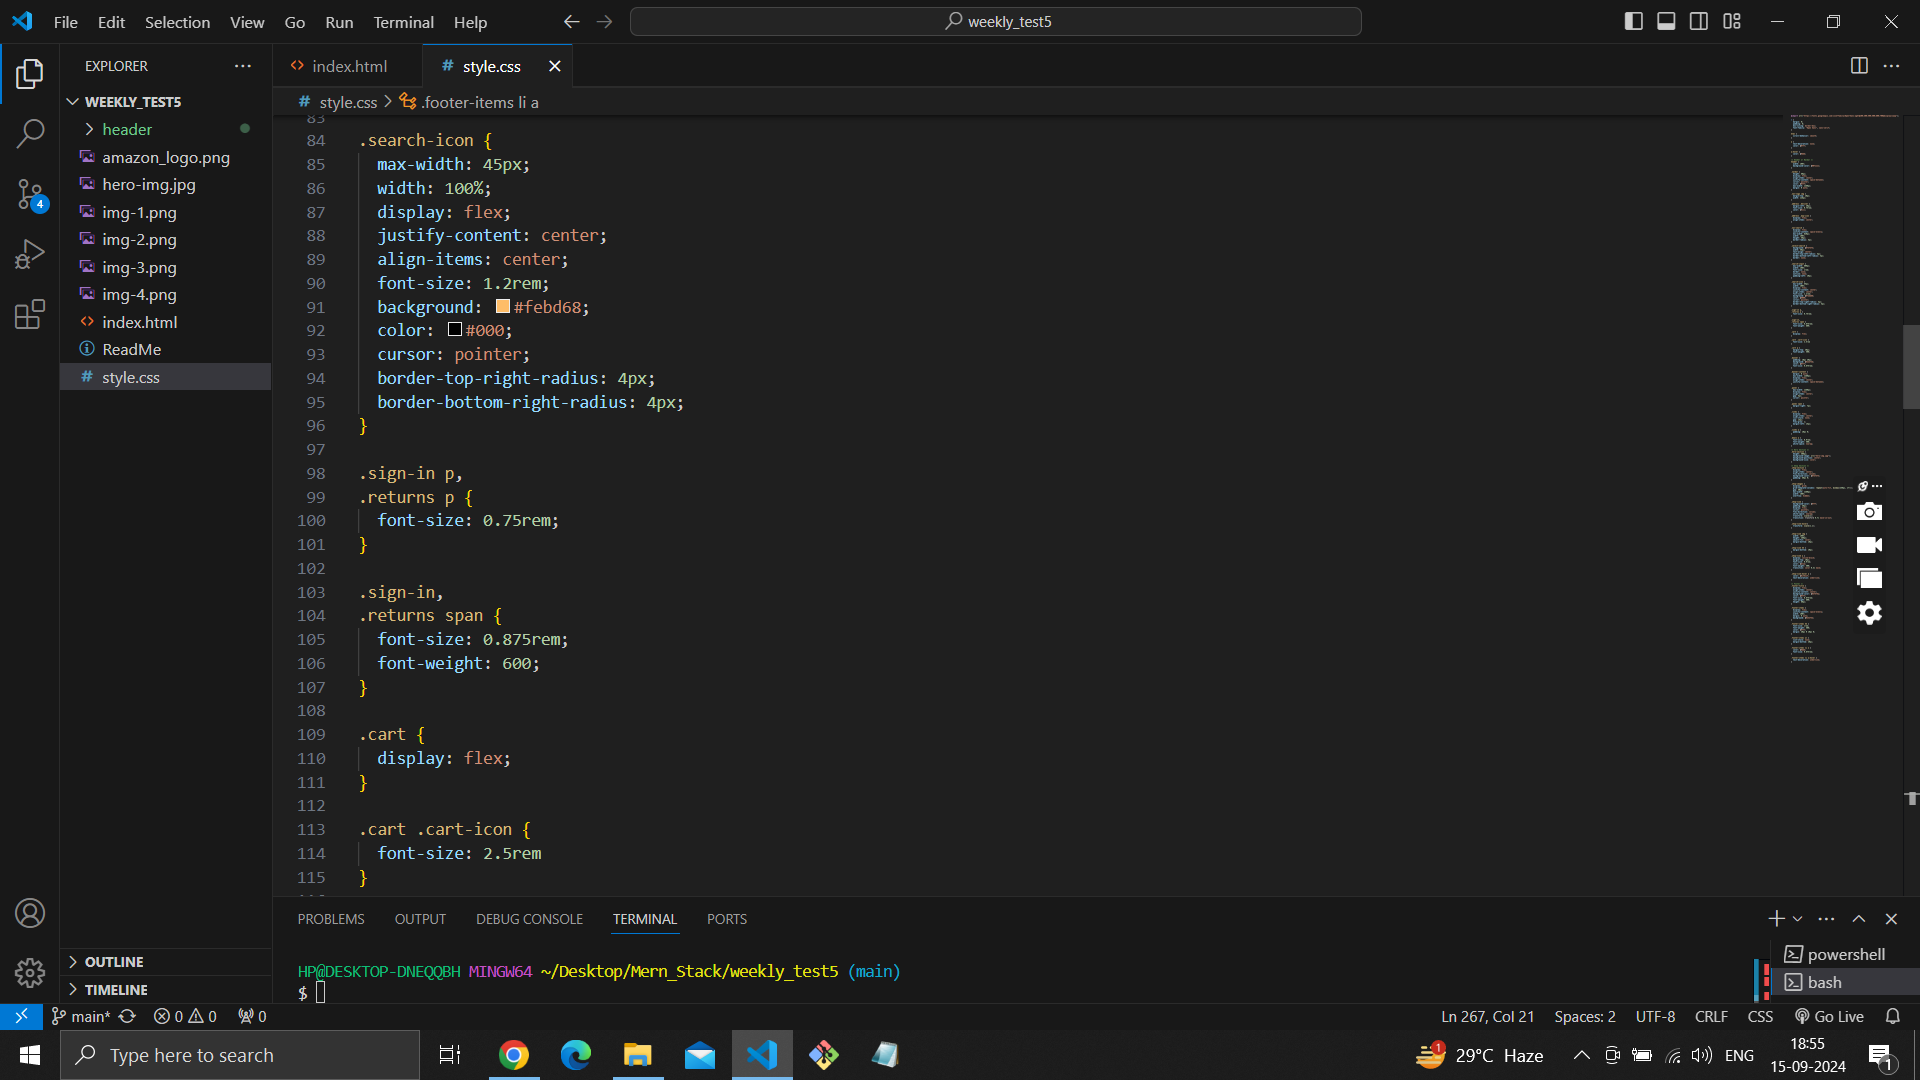 File Edit Selection View Go Run Terminal Help
weekly_test5
EXPLORER
WEEKLY_TEST5
header
amazon_logo.png
hero-img.jpg
img-1.png
img-2.png
img-3.png
img-4.png
index.html
ReadMe
style.css
OUTLINE
TIMELINE
index.html
style.css
style.css > .footer-items li a
83
84 .search-icon {
85 max-width: 45px;
86 width: 100%;
87 display: flex;
88 justify-content: center;
89 align-items: center;
90 font-size: 1.2rem;
91 background: #febd68;
92 color: #000;
93 cursor: pointer;
94 border-top-right-radius: 4px;
95 border-bottom-right-radius: 4px;
96 }
97
98 .sign-in p,
99 .returns p {
100 font-size: 0.75rem;
101 }
102
103 .sign-in,
104 .returns span {
105 font-size: 0.875rem;
106 font-weight: 600;
107 }
108
109 .cart {
110 display: flex;
111 }
112
113 .cart .cart-icon {
114 font-size: 2.5rem
115 }
PROBLEMS OUTPUT DEBUG CONSOLE TERMINAL PORTS
HP@DESKTOP-DNEQQBH MINGW64 ~/Desktop/Mern_Stack/weekly_test5 (main)
$
powershell
bash
4
main* 0 0 0
Ln 267, Col 21 Spaces: 2 UTF-8 CRLF CSS Go Live
Type here to search
1
29°C Haze
ENG
18:55
15-09-2024
1